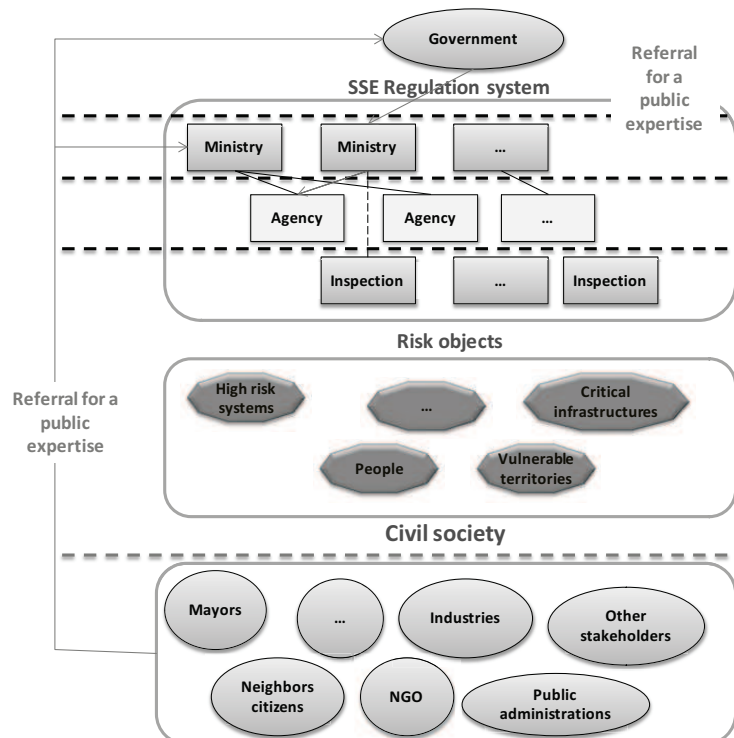 Government
Referral
for a
public
expertise
SSE Regulation system
Ministry
Ministry
...
Agency
Agency
...
Inspection
...
Inspection
Risk objects
High risk
systems
...
Critical
infrastructures
People
Vulnerable
territories
Referral for a
public
expertise
Civil society
Mayors
...
Industries
Other
stakeholders
Neighbors
citizens
NGO
Public
administrations